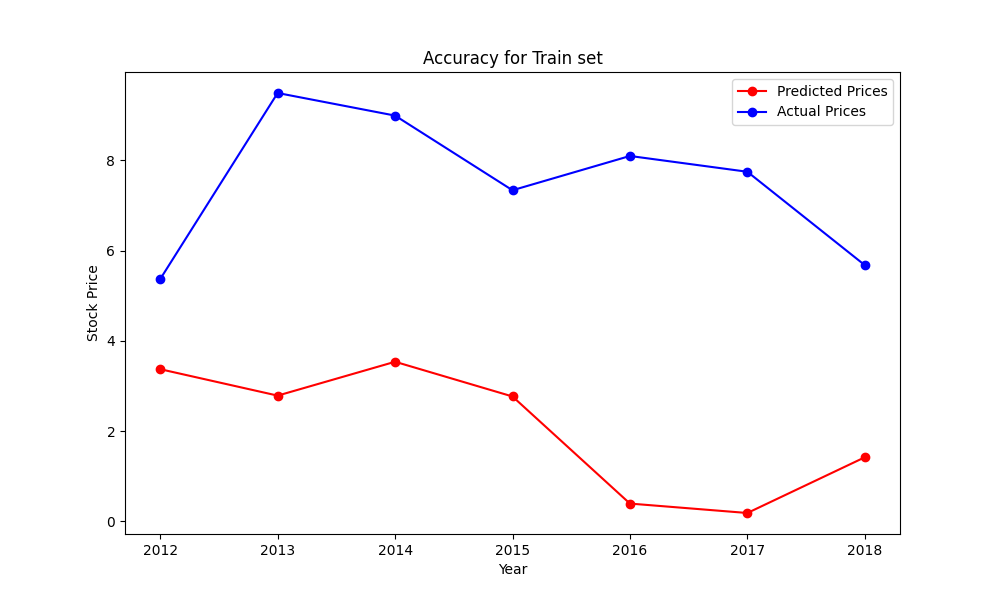 Accuracy for Train set
Predicted Prices
Actual Prices
Stock Price
8
6
4
2
0
2012 2013 2014 2015 2016 2017 2018
Year